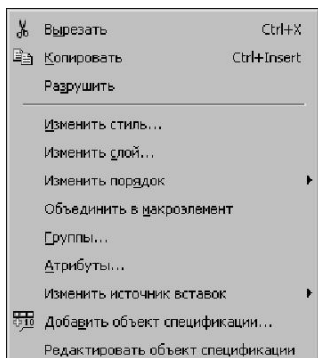 Вырезать Ctrl+X
Копировать Ctrl+Insert
Разрушить
Изменить стиль...
Изменить слой...
Изменить порядок
Объединить в макроэлемент
Группы...
Атрибуты...
Изменить источник вставок
Добавить объект спецификации...
Редактировать объект спецификации